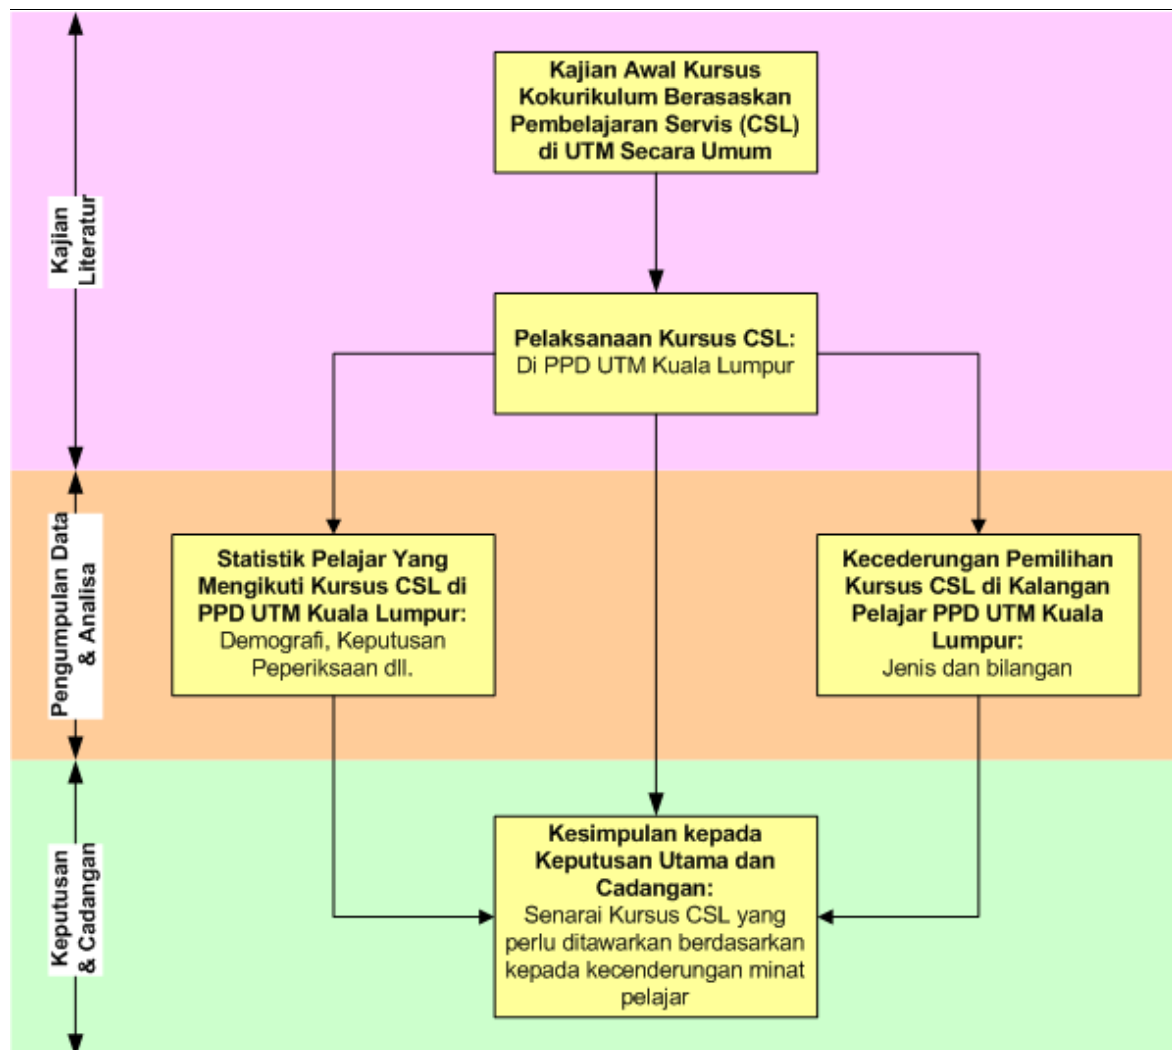 Kajian Awal Kursus
Kokurikulum Berasaskan
Pembelajaran Servis (CSL)
di UTM Secara Umum
Kajian
Literatur
Pelaksanaan Kursus CSL:
Di PPD UTM Kuala Lumpur
Pengumpulan Data
& Analisa
Statistik Pelajar Yang
Mengikuti Kursus CSL di
PPD UTM Kuala Lumpur:
Demografi, Keputusan
Peperiksaan dll.
Kecederungan Pemilihan
Kursus CSL di Kalangan
Pelajar PPD UTM Kuala
Lumpur:
Jenis dan bilangan
Keputusan
& Cadangan
Kesimpulan kepada
Keputusan Utama dan
Cadangan:
Senarai Kursus CSL yang
perlu ditawarkan berdasarkan
kepada kecenderungan minat
pelajar